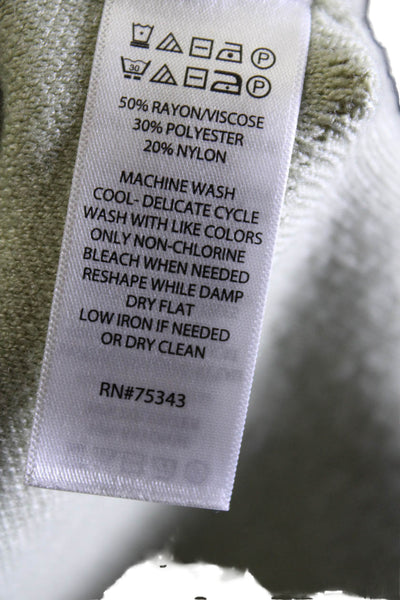 P
30 P
50% RAYON/VISCOSE
30% POLYESTER
20% NYLON
MACHINE WASH
COOL- DELICATE CYCLE
WASH WITH LIKE COLORS
ONLY NON-CHLORINE
BLEACH WHEN NEEDED
RESHAPE WHILE DAMP
DRY FLAT
LOW IRON IF NEEDED
OR DRY CLEAN
RN#75343